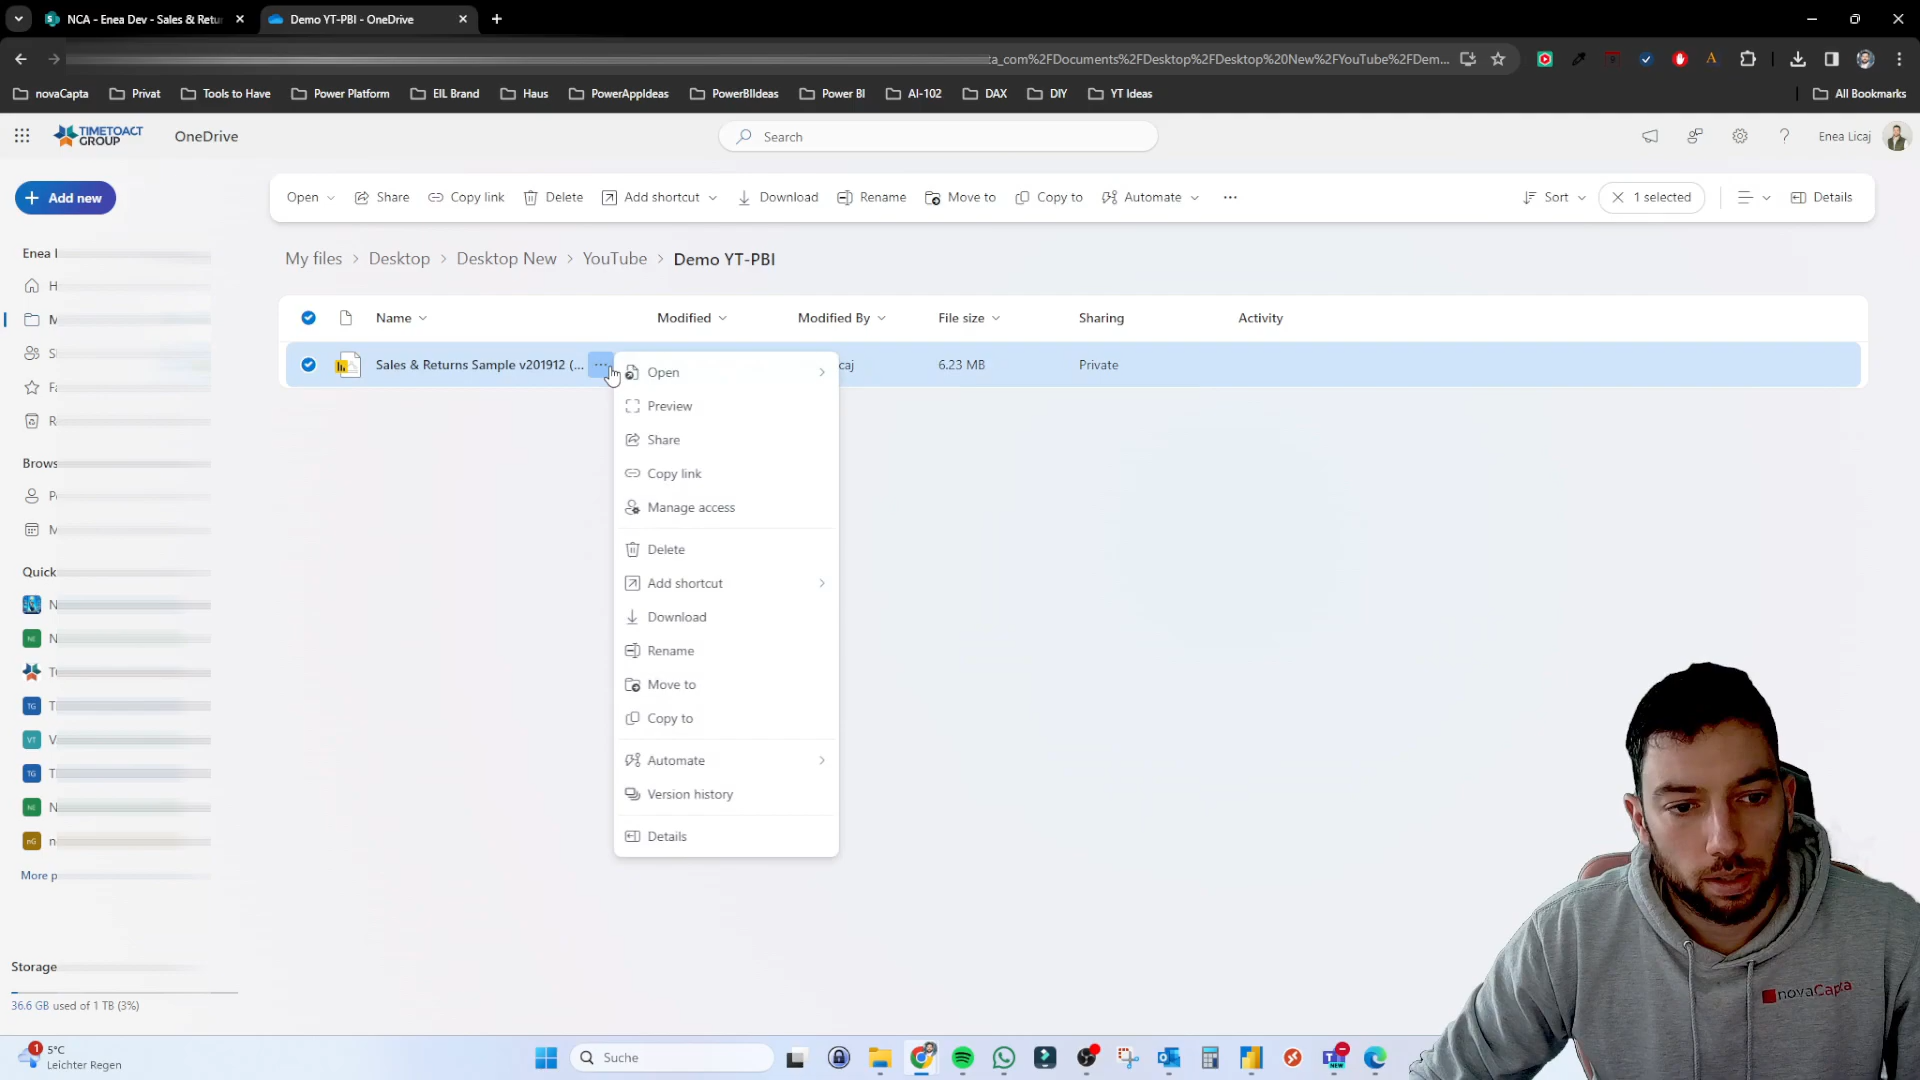 NCA - Enea Dev - Sales & Retu
Demo YT-PBI - OneDrive
ta_com%2FDocuments%2FDesktop%2FDesktop%20New%2FYouTube%2FDem...
novaCapta
Privat
Tools to Have
Power Platform
EIL Brand
Haus
PowerAppIdeas
PowerBIIdeas
Power BI
AI-102
DAX
DIY
YT Ideas
All Bookmarks
TIMETOACT
GROUP
OneDrive
Search
Enea Licaj
Add new
Open
Share
Copy link
Delete
Add shortcut
Download
Rename
Move to
Copy to
Automate
Sort
1 selected
Details
My files > Desktop > Desktop New > YouTube > Demo YT-PBI
Name
Modified
Modified By
File size
Sharing
Activity
Sales & Returns Sample v201912 (...
caj
6.23 MB
Private
Open
Preview
Share
Copy link
Manage access
Delete
Add shortcut
Download
Rename
Move to
Copy to
Automate
Version history
Details
Enea
Brows
Quick
More p
Storage
36.6 GB used of 1 TB (3%)
novaCapta
1
5°C
Leichter Regen
Suche
NEW